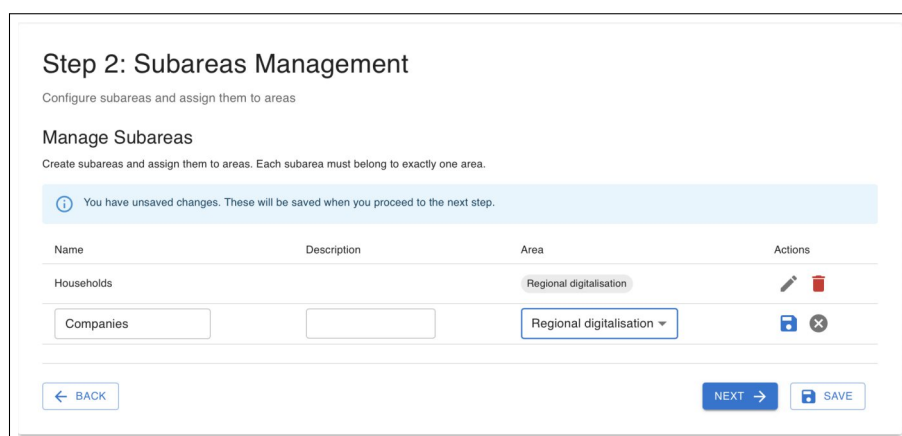 Step 2: Subareas Management
Configure subareas and assign them to areas
Manage Subareas
Create subareas and assign them to areas. Each subarea must belong to exactly one area.
You have unsaved changes. These will be saved when you proceed to the next step.
Name Description Area Actions
Households Regional digitalisation
Companies Regional digitalisation
BACK NEXT SAVE